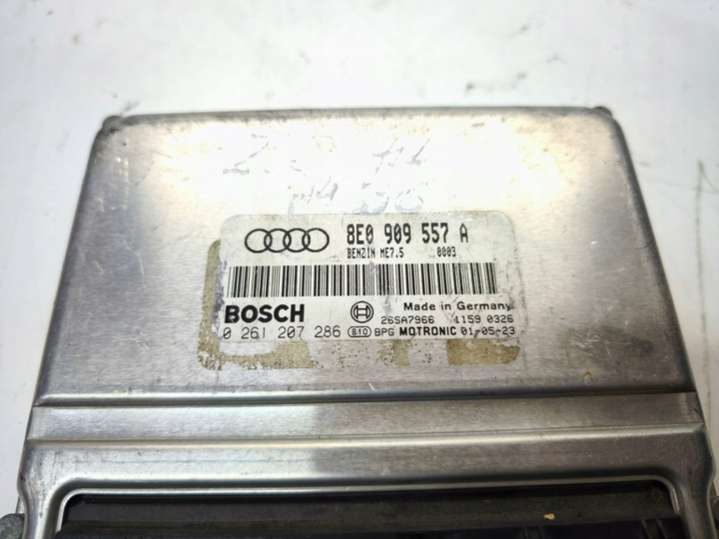 8E0 909 557 A
BENZIN ME7.5 0003
BOSCH Made in Germany
26SA7966 1159 0326
0 261 207 286 B10 BPG MOTRONIC 01-05-23